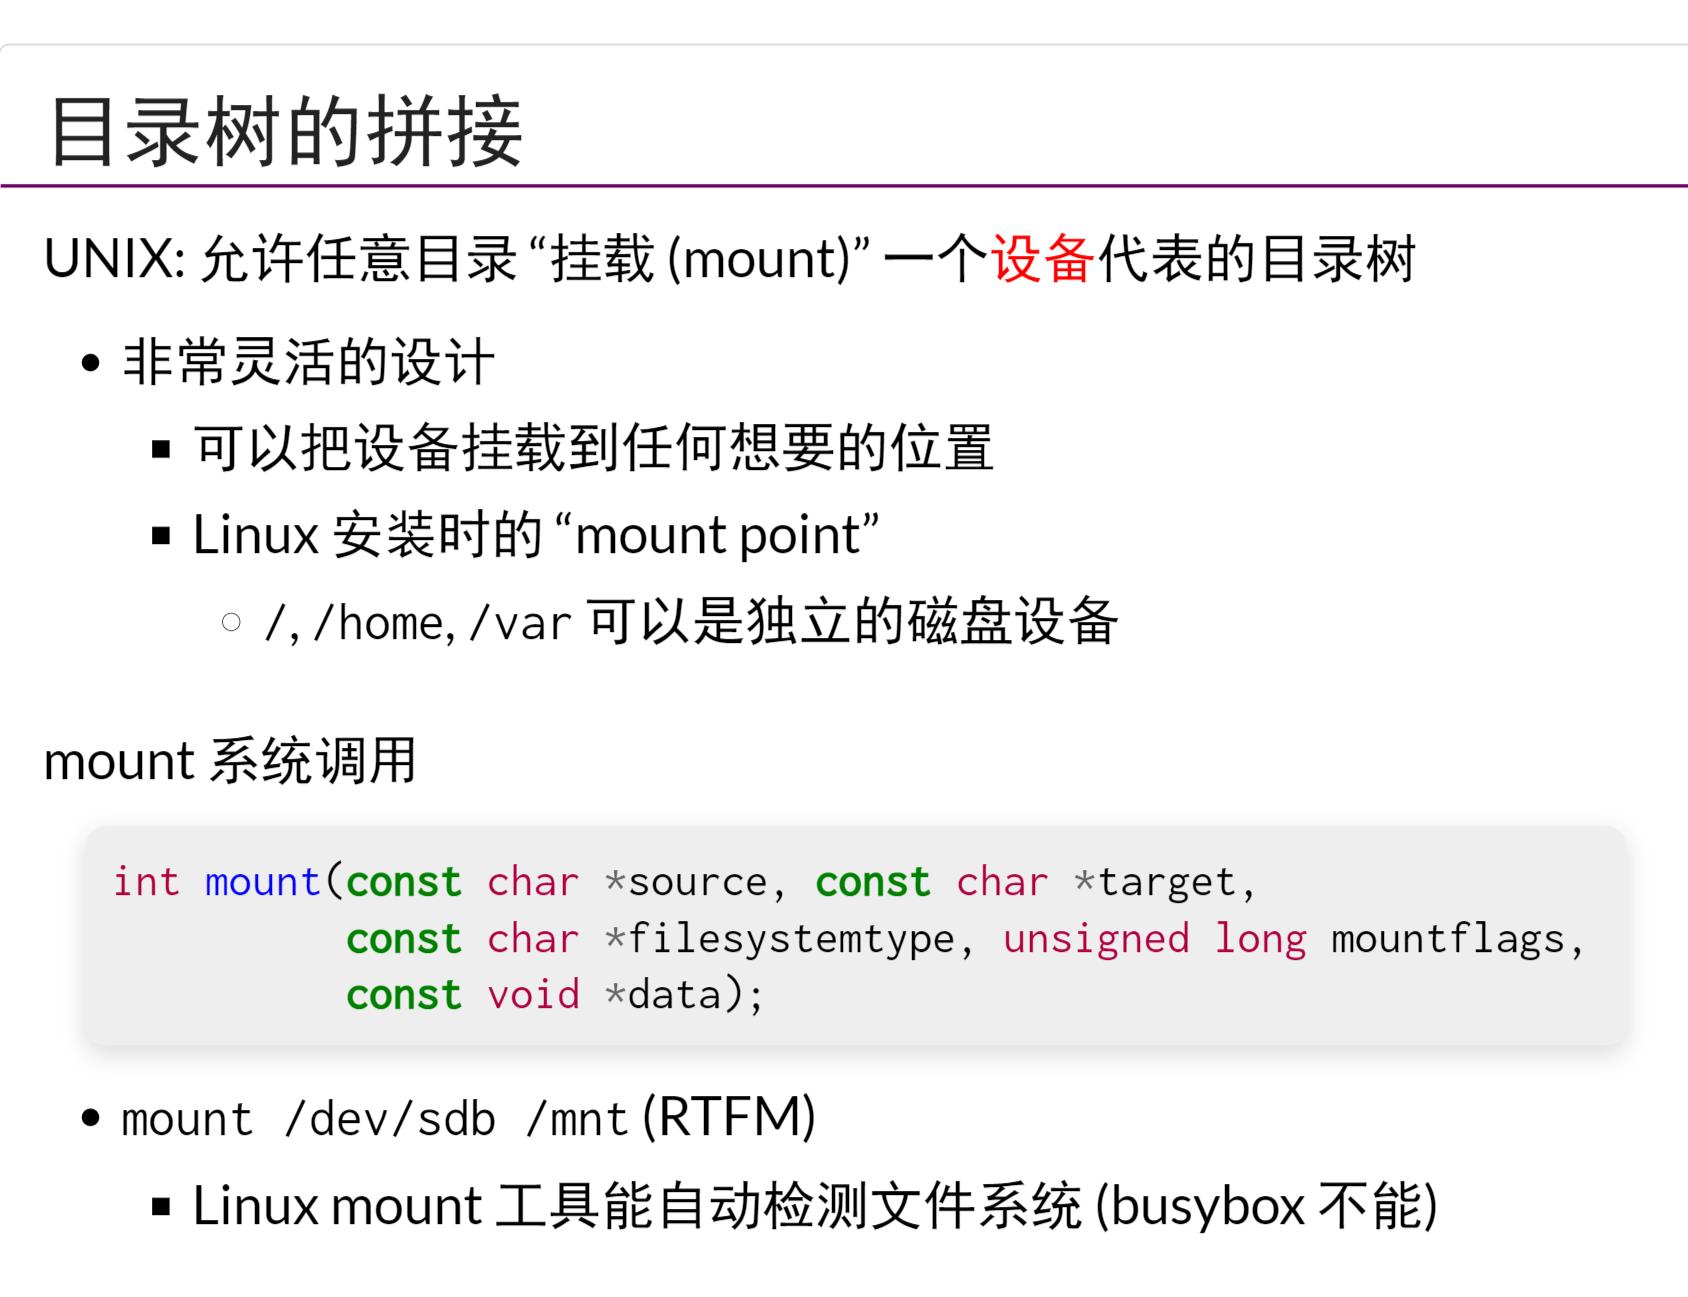 目录树的拼接
UNIX: 允许任意目录 “挂载 (mount)” 一个设备代表的目录树
• 非常灵活的设计
▪ 可以把设备挂载到任何想要的位置
▪ Linux 安装时的 “mount point”
◦ /, /home, /var 可以是独立的磁盘设备
mount 系统调用
int mount(const char *source, const char *target,
          const char *filesystemtype, unsigned long mountflags,
          const void *data);
• mount /dev/sdb /mnt (RTFM)
▪ Linux mount 工具能自动检测文件系统 (busybox 不能)